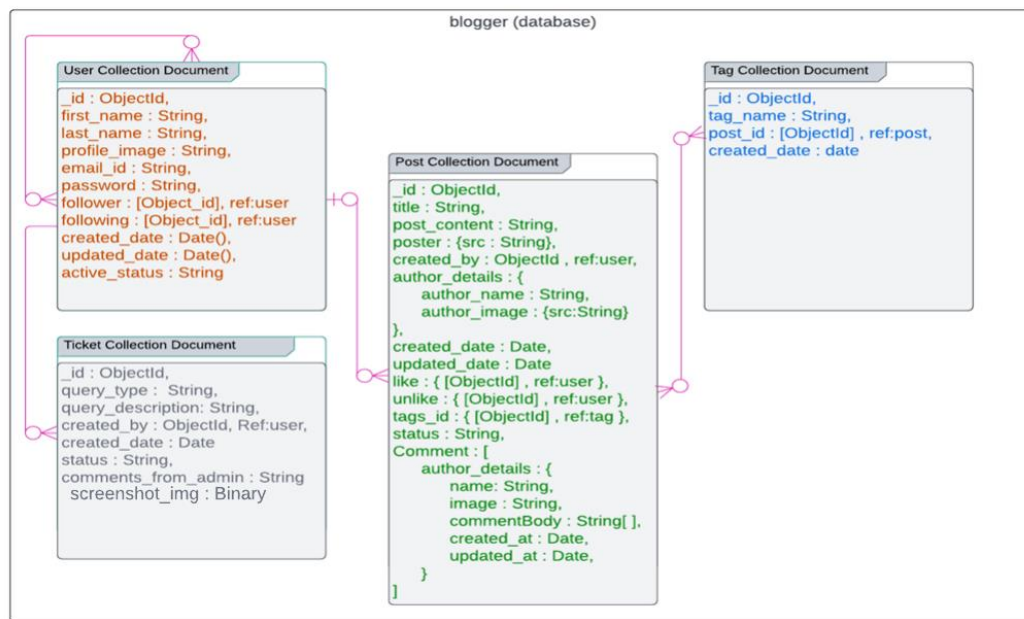 blogger (database)
User Collection Document
_id : ObjectId,
first_name : String,
last_name : String,
profile_image : String,
email_id : String,
password : String,
follower : [Object_id], ref:user
following : [Object_id], ref:user
created_date : Date(),
updated_date : Date(),
active_status : String
Ticket Collection Document
_id : ObjectId,
query_type : String,
query_description: String,
created_by : ObjectId, Ref:user,
created_date : Date
status : String,
comments_from_admin : String
screenshot_img : Binary
Post Collection Document
_id : ObjectId,
title : String,
post_content : String,
poster : {src : String},
created_by : ObjectId , ref:user,
author_details : {
author_name : String,
author_image : {src:String}
},
created_date : Date,
updated_date : Date
like : { [ObjectId] , ref:user },
unlike : { [ObjectId] , ref:user },
tags_id : { [ObjectId] , ref:tag },
status : String,
Comment : [
author_details : {
name: String,
image : String,
commentBody : String[ ],
created_at : Date,
updated_at : Date,
}
]
Tag Collection Document
_id : ObjectId,
tag_name : String,
post_id : [ObjectId] , ref:post,
created_date : date